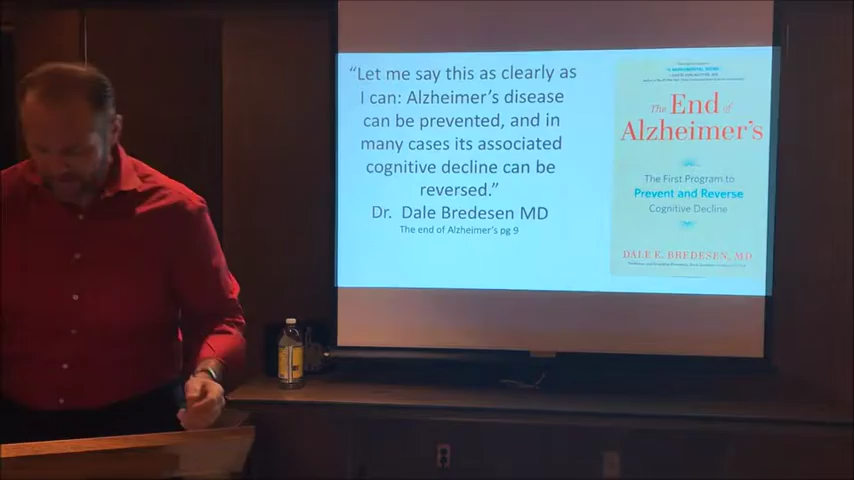 “Let me say this as clearly as
I can: Alzheimer’s disease
can be prevented, and in
many cases its associated
cognitive decline can be
reversed.”
Dr. Dale Bredesen MD
The end of Alzheimer’s pg 9
The End of
Alzheimer’s
The First Program to
Prevent and Reverse
Cognitive Decline
DALE E. BREDESEN, MD